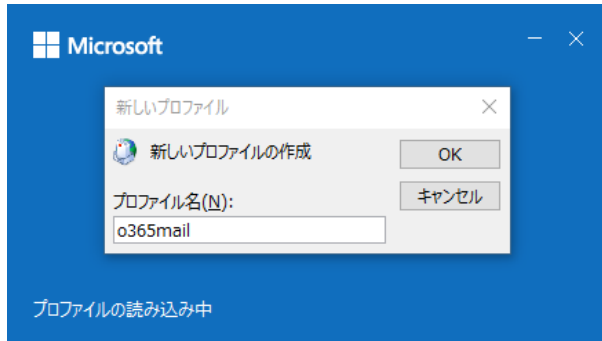 Microsoft
新しいプロファイル
新しいプロファイルの作成
OK
プロファイル名(N):
キャンセル
o365mail
プロファイルの読み込み中